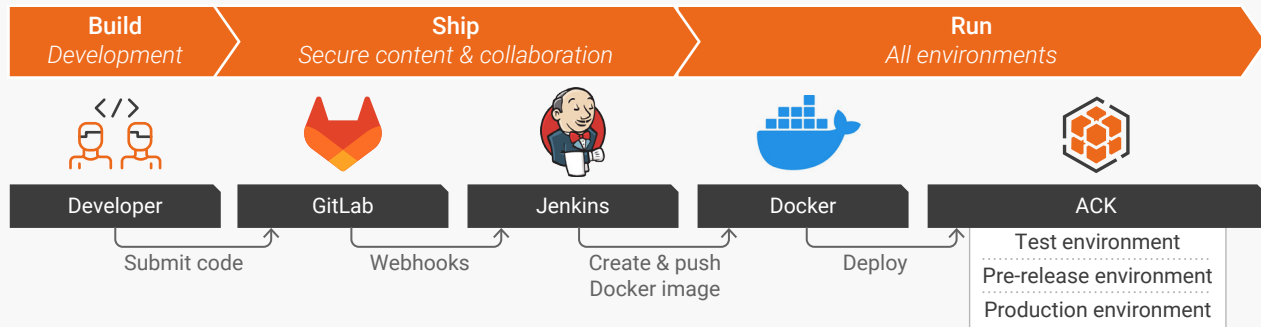 Build
Development
Ship
Secure content & collaboration
Run
All environments
</>
Developer
GitLab
Jenkins
Docker
ACK
Submit code
Webhooks
Create & push
Docker image
Deploy
Test environment
Pre-release environment
Production environment